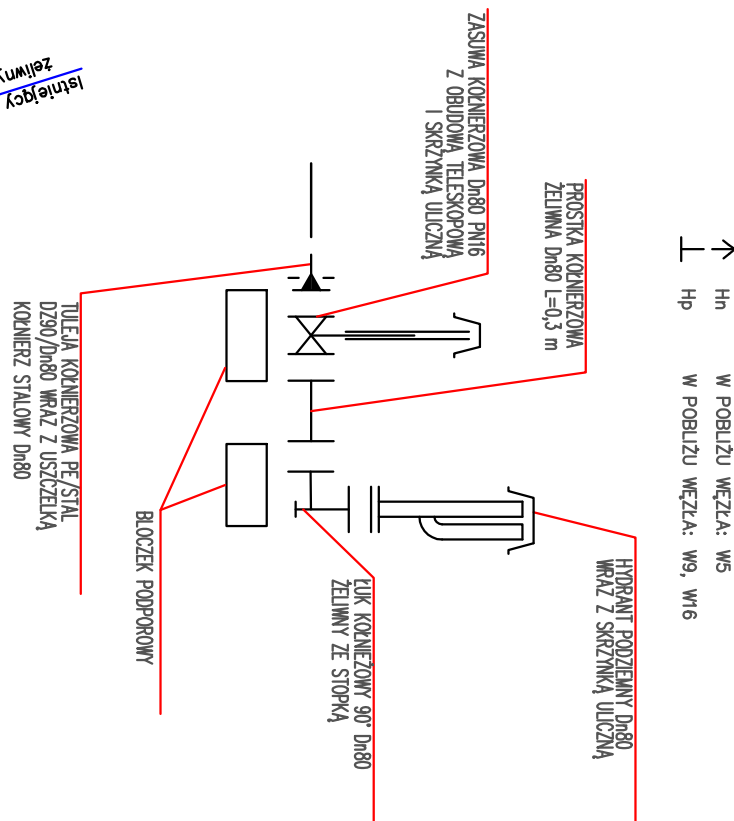 Hn W POBLIŻU WĘZŁA: W5
Hp W POBLIŻU WĘZŁA: W9, W16
HYDRANT PODZIEMNY Dn80
WRAZ Z SKRZYNKĄ ULICZNĄ
PROSTKA KOŁNIERZOWA
ŻELIWNA Dn80 L=0,3 m
ZASUWA KOŁNIERZOWA Dn80 PN16
Z OBUDOWĄ TELESKOPOWĄ
I SKRZYNKĄ ULICZNĄ
ŁUK KOŁNIEŻOWY 90° Dn80
ŻELIWNY ZE STOPKĄ
BLOCZEK PODPOROWY
TULEJA KOŁNIERZOWA PE/STAL
DZ90/Dn80 WRAZ Z USZCZELKĄ
KOŁNIERZ STALOWY Dn80
Istniejący